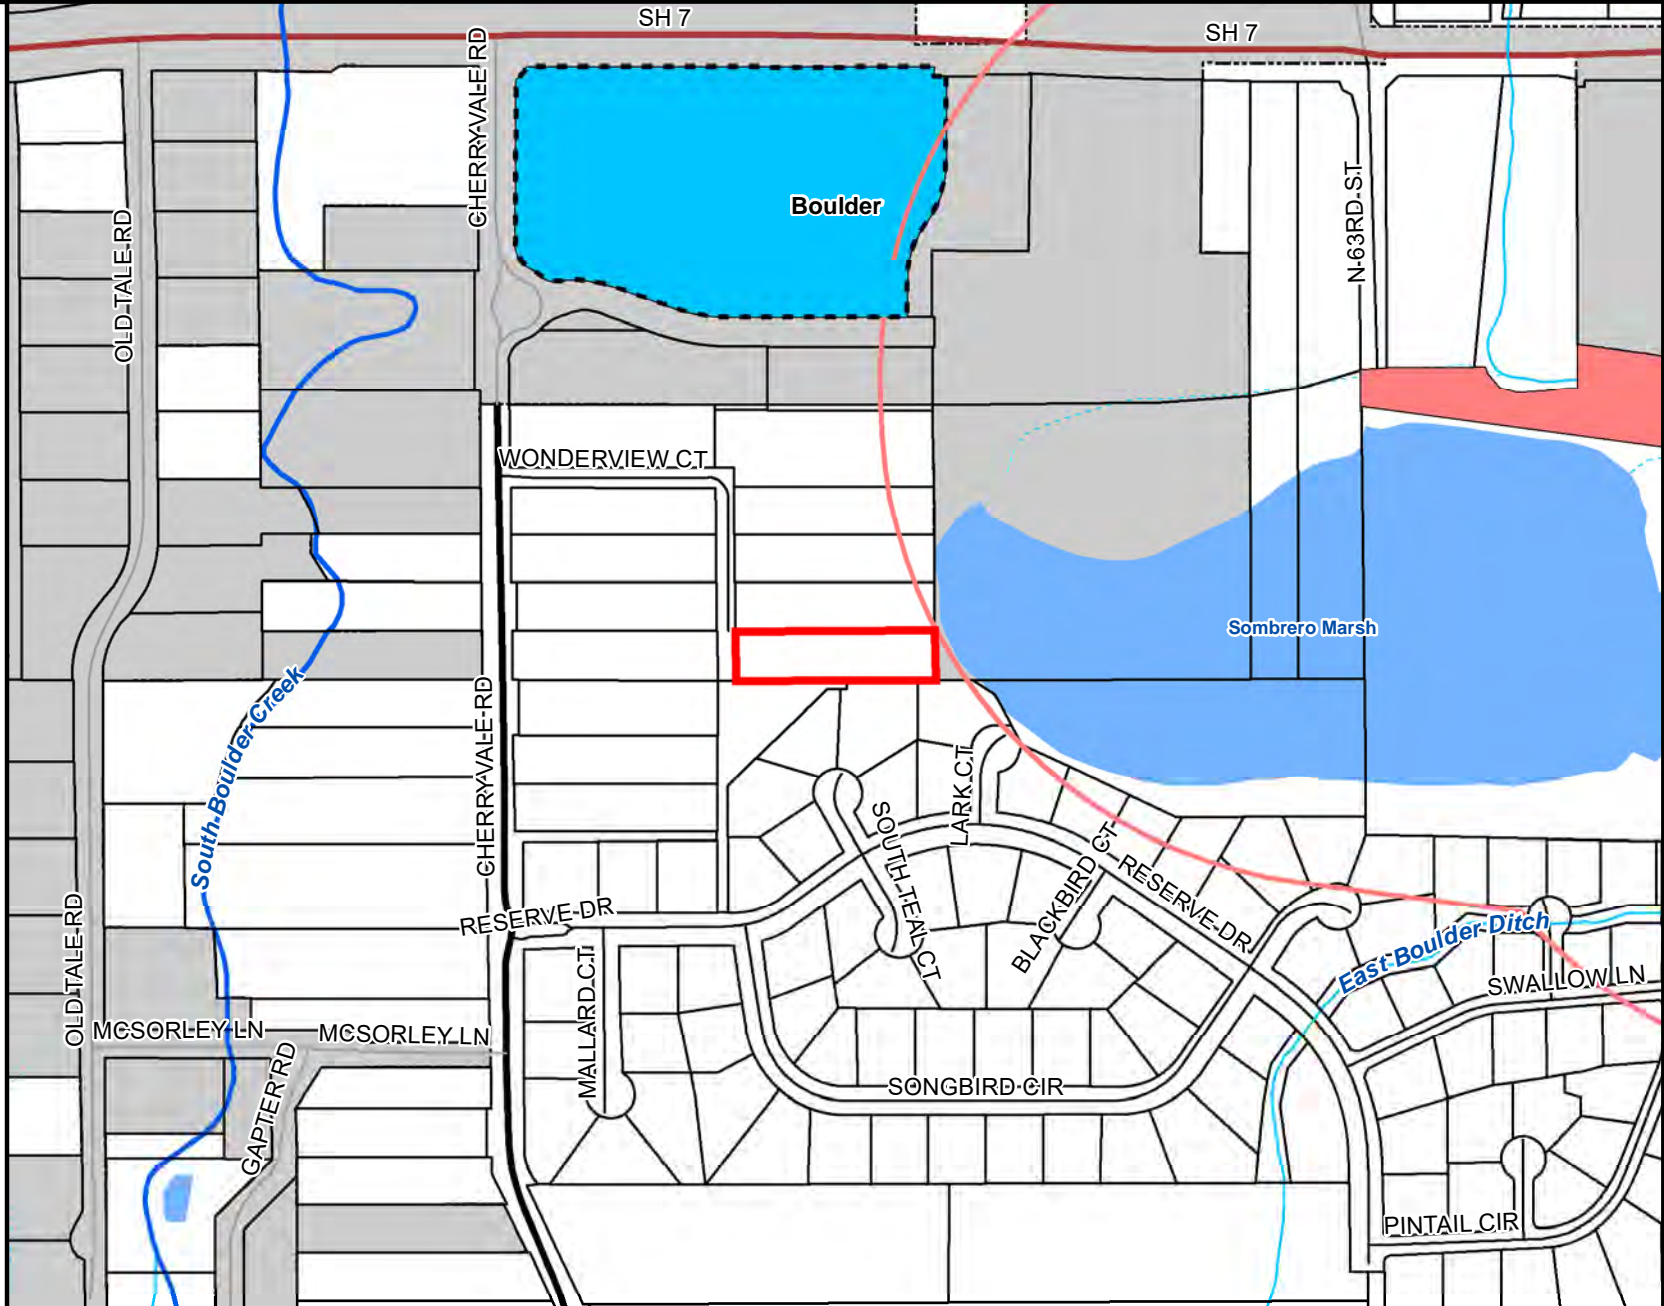 SH 7
SH 7
CHERRYVALE RD
Boulder
N 63RD ST
OLD TALE RD
WONDERVIEW CT
Sombrero Marsh
South Boulder Creek
CHERRYVALE RD
LARK CT
SOUTH TEAL CT
BLACKBIRD CT
RESERVE DR
RESERVE DR
OLD TALE RD
East Boulder Ditch
MALLARD CT
SWALLOW LN
MCSORLEY LN
MCSORLEY LN
GAPTER RD
SONGBIRD CIR
PINTAIL CIR